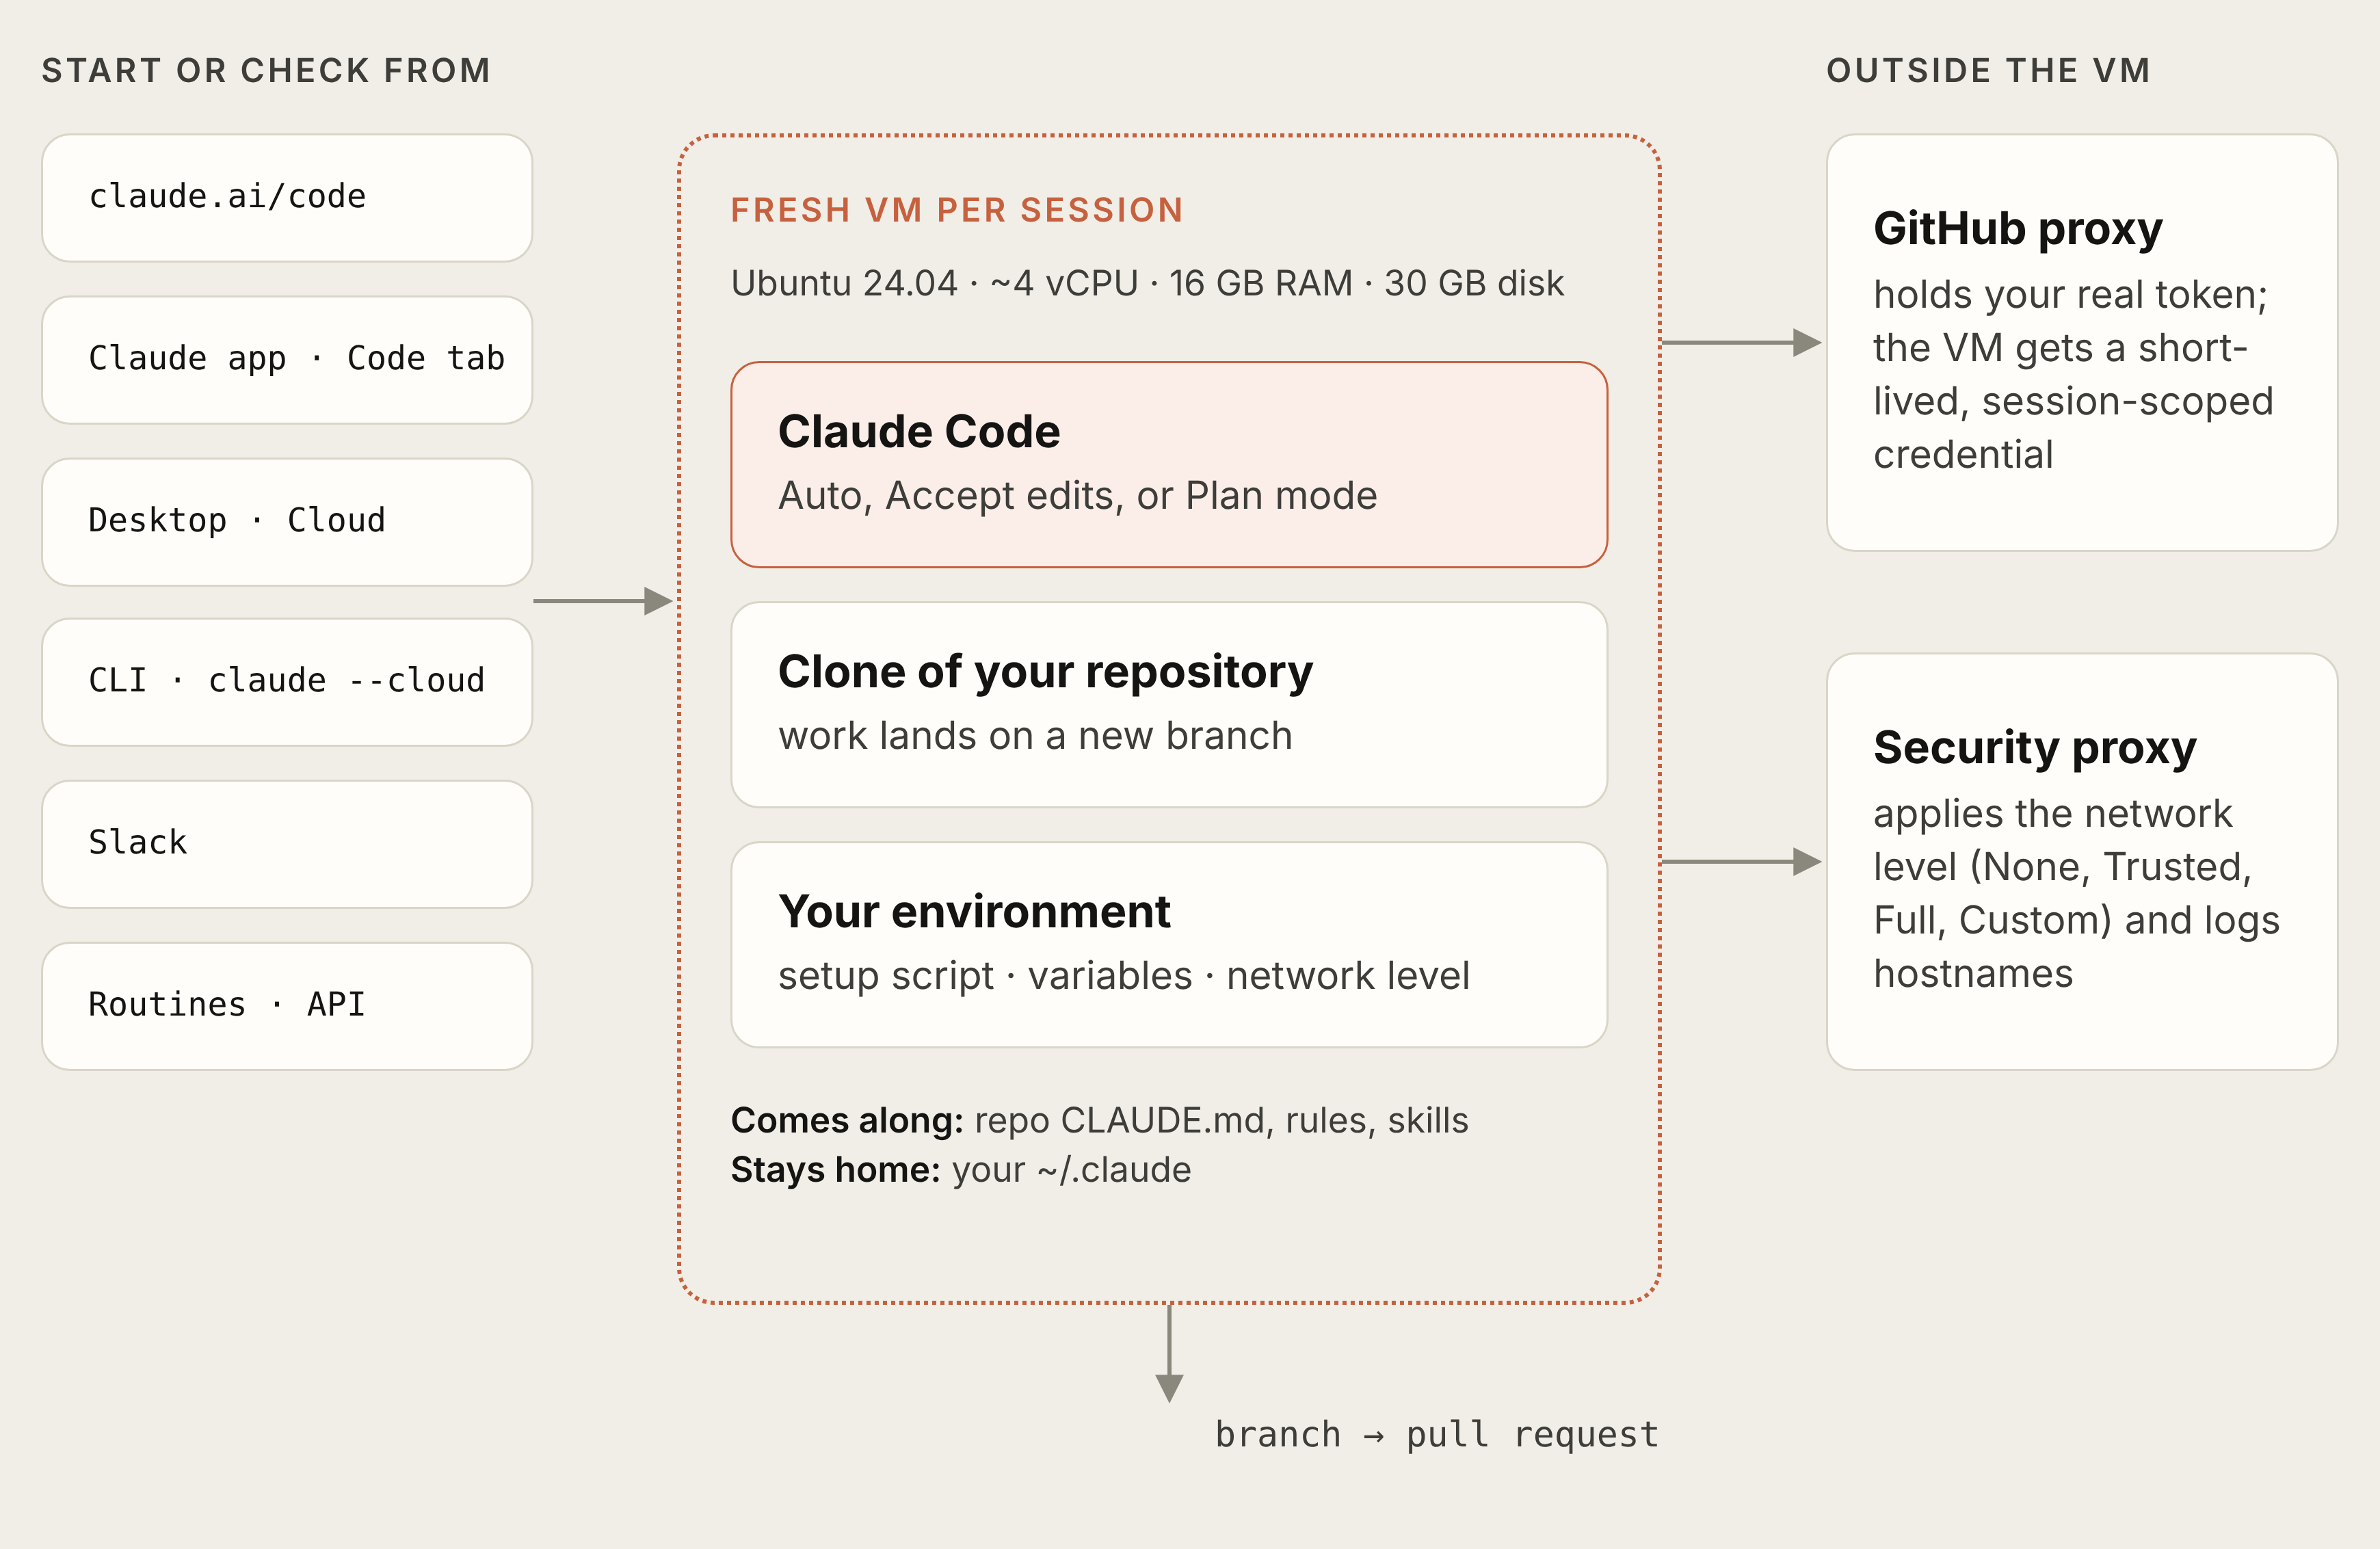 START OR CHECK FROM
claude.ai/code
Claude app · Code tab
Desktop · Cloud
CLI · claude --cloud
Slack
Routines · API
FRESH VM PER SESSION
Ubuntu 24.04 · ~4 vCPU · 16 GB RAM · 30 GB disk
Claude Code
Auto, Accept edits, or Plan mode
Clone of your repository
work lands on a new branch
Your environment
setup script · variables · network level
Comes along: repo CLAUDE.md, rules, skills
Stays home: your ~/.claude
branch → pull request
OUTSIDE THE VM
GitHub proxy
holds your real token;
the VM gets a short-
lived, session-scoped
credential
Security proxy
applies the network
level (None, Trusted,
Full, Custom) and logs
hostnames